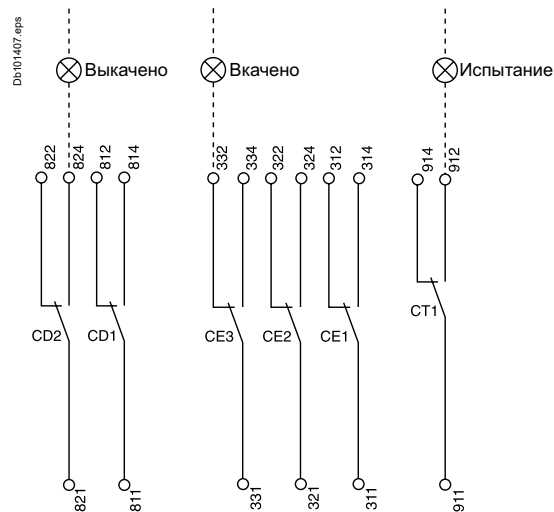 Db101407.eps
Выкачено
Вкачено
Испытание
822
824
812
814
332
334
322
324
312
314
914
912
CD2
CD1
CE3
CE2
CE1
CT1
821
811
331
321
311
911